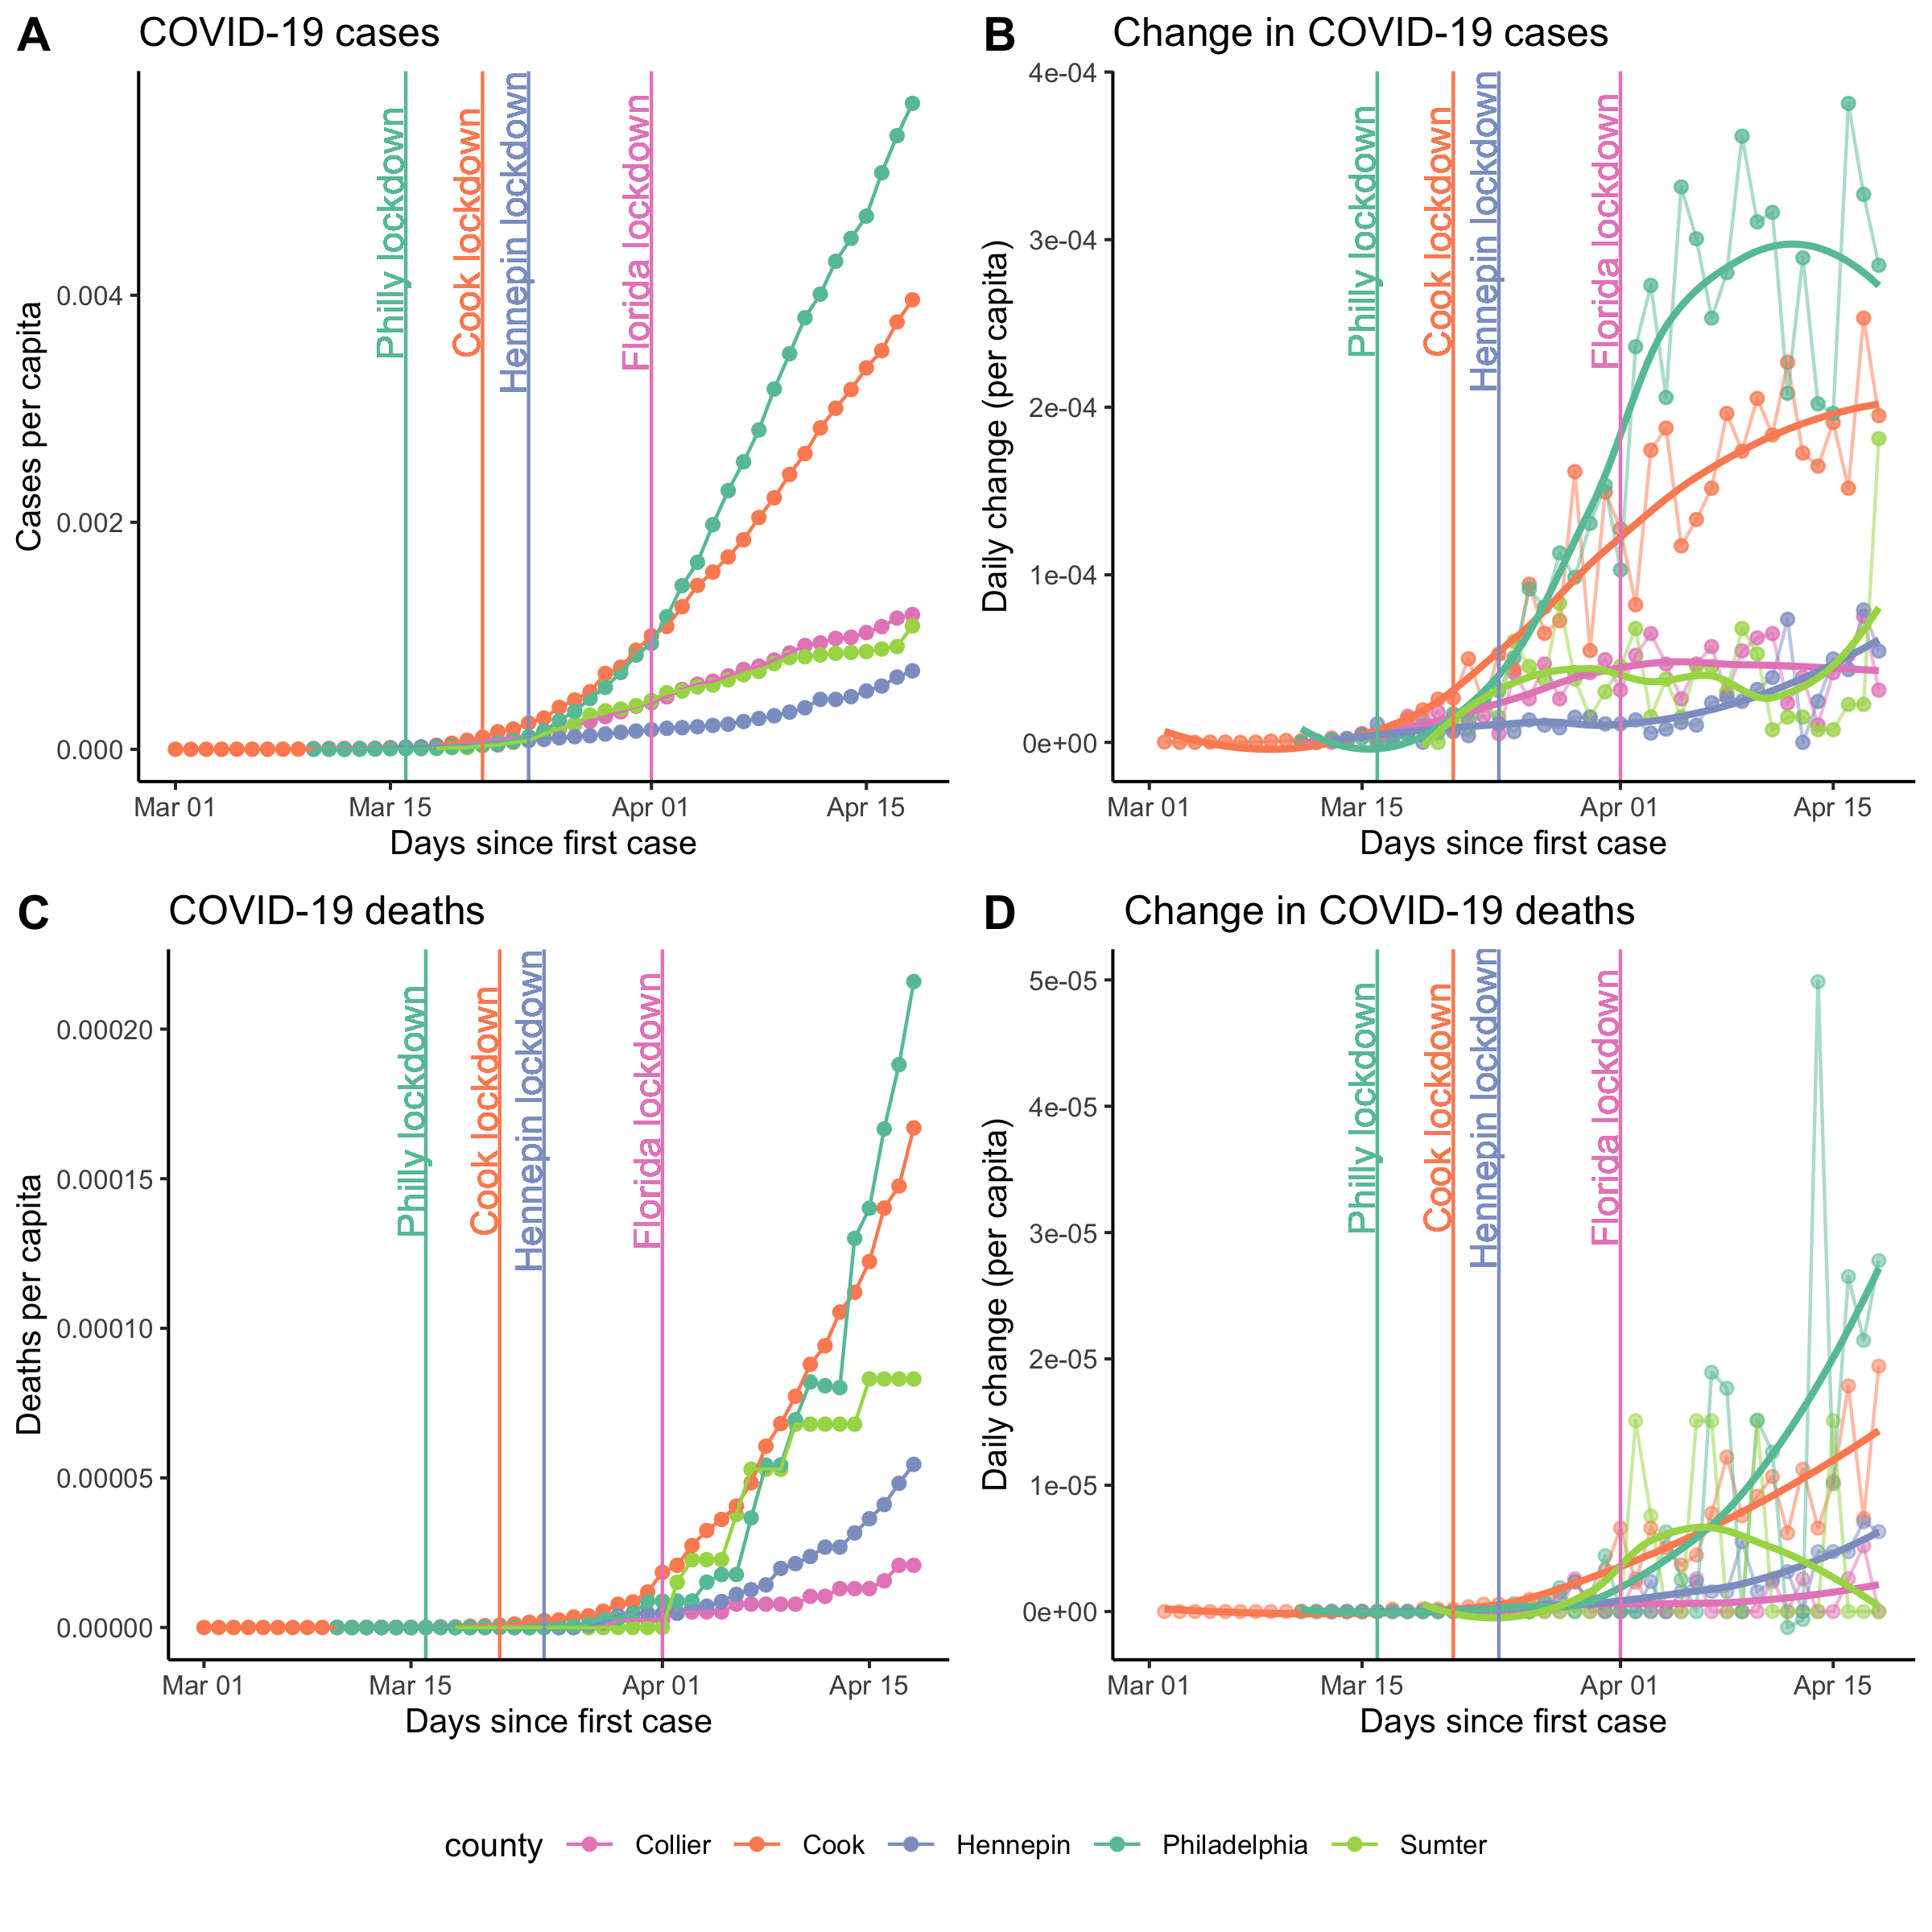 A
COVID-19 cases
Cases per capita
0.004
0.002
0.000
Philly lockdown
Cook lockdown
Hennepin lockdown
Florida lockdown
Mar 01
Mar 15
Apr 01
Apr 15
Days since first case
B
Change in COVID-19 cases
Daily change (per capita)
4e-04
3e-04
2e-04
1e-04
0e+00
Philly lockdown
Cook lockdown
Hennepin lockdown
Florida lockdown
Mar 01
Mar 15
Apr 01
Apr 15
Days since first case
C
COVID-19 deaths
Deaths per capita
0.00020
0.00015
0.00010
0.00005
0.00000
Philly lockdown
Cook lockdown
Hennepin lockdown
Florida lockdown
Mar 01
Mar 15
Apr 01
Apr 15
Days since first case
D
Change in COVID-19 deaths
Daily change (per capita)
5e-05
4e-05
3e-05
2e-05
1e-05
0e+00
Philly lockdown
Cook lockdown
Hennepin lockdown
Florida lockdown
Mar 01
Mar 15
Apr 01
Apr 15
Days since first case
county Collier Cook Hennepin Philadelphia Sumter